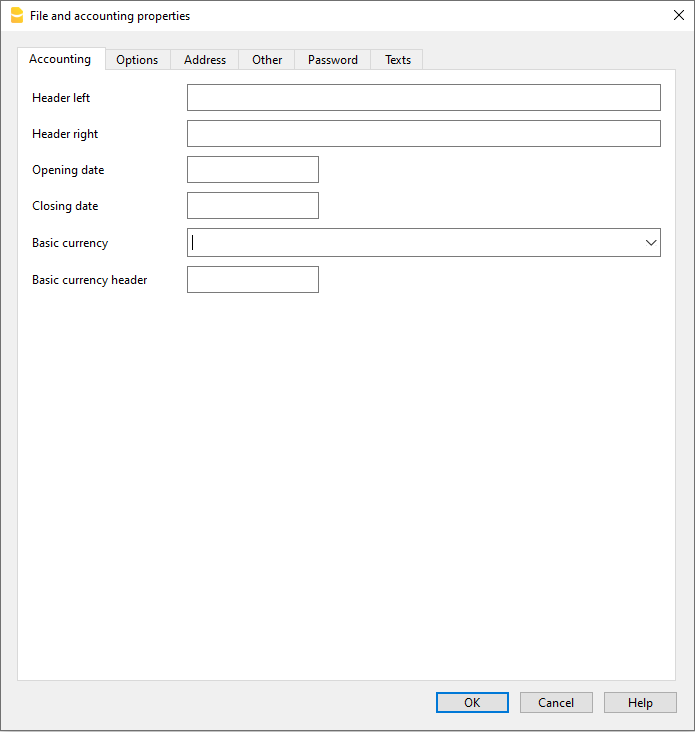 File and accounting properties
Accounting Options Address Other Password Texts
Header left
Header right
Opening date
Closing date
Basic currency
Basic currency header
OK Cancel Help